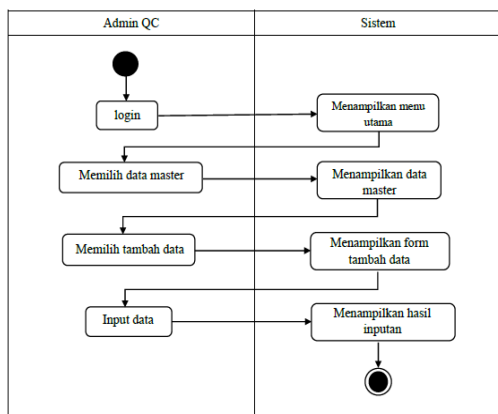 Admin QC
Sistem
login
Menampilkan menu
utama
Memilih data master
Menampilkan data
master
Memilih tambah data
Menampilkan form
tambah data
Input data
Menampilkan hasil
inputan